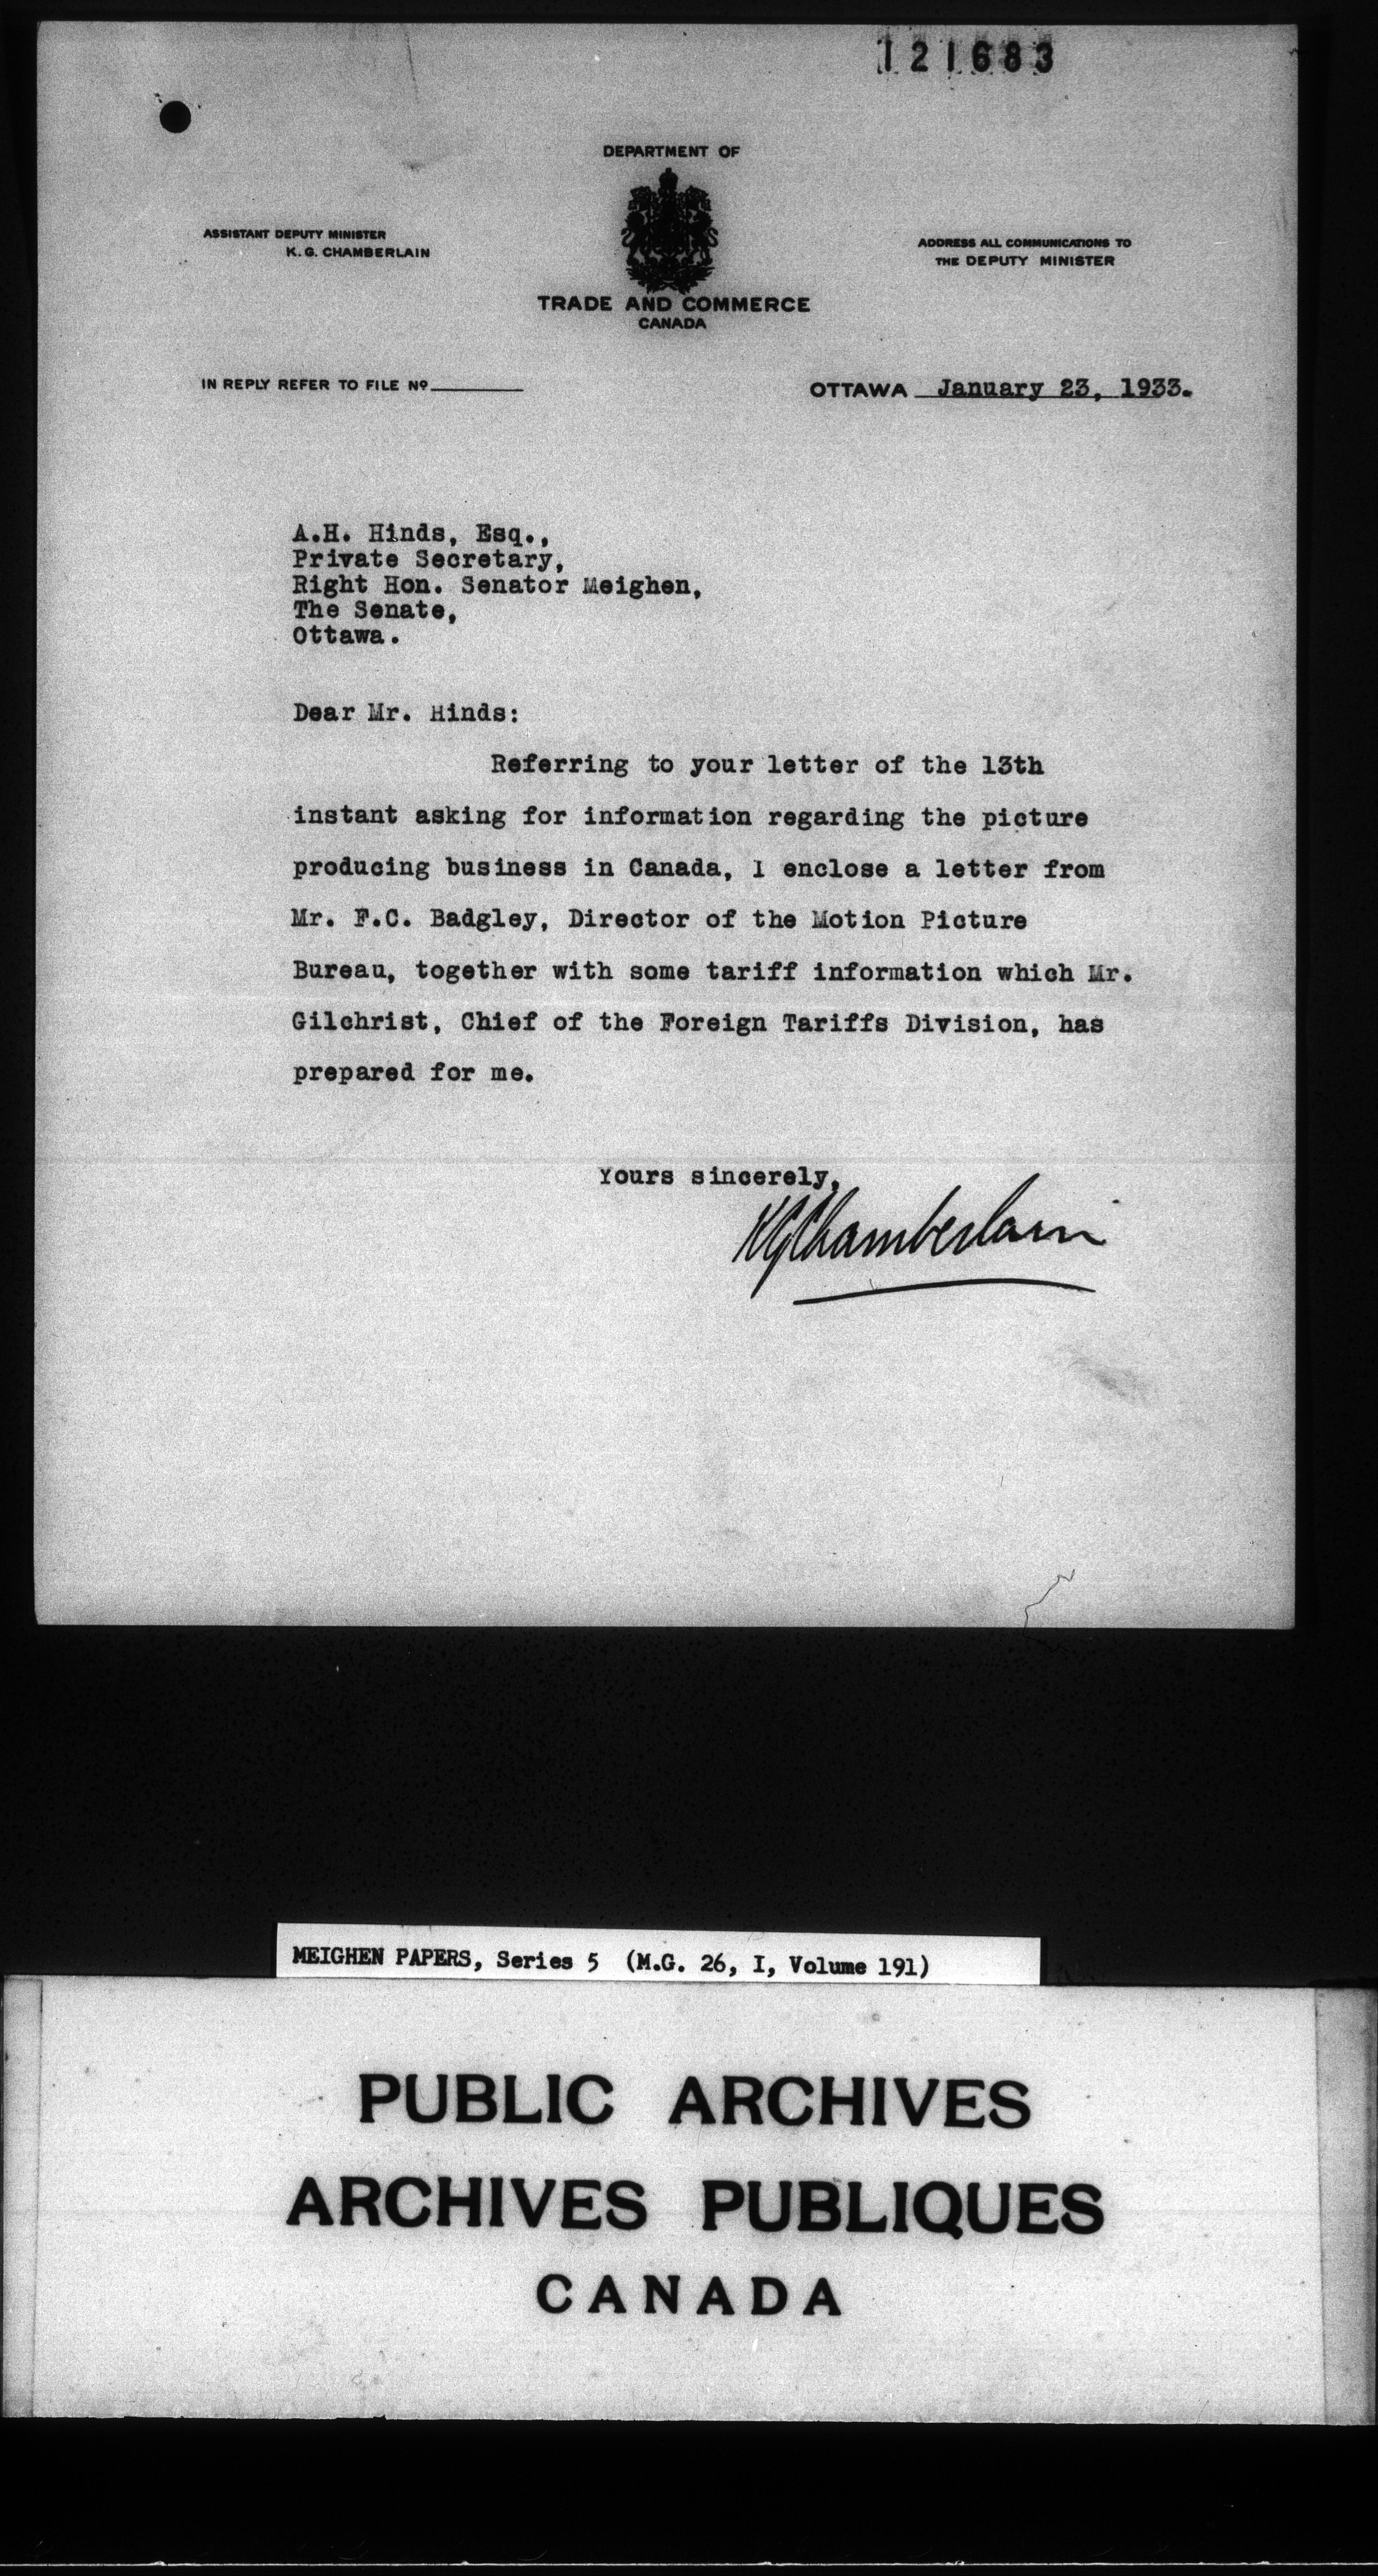 121683
DEPARTMENT OF
ASSISTANT DEPUTY MINISTER
K. G. CHAMBERLAIN
ADDRESS ALL COMMUNICATIONS TO
THE DEPUTY MINISTER
TRADE AND COMMERCE
CANADA
IN REPLY REFER TO FILE Nº
OTTAWA January 23, 1933.
A.H. Hinds, Esq.,
Private Secretary,
Right Hon. Senator Meighen,
The Senate,
Ottawa.
Dear Mr. Hinds:
Referring to your letter of the 13th
instant asking for information regarding the picture
producing business in Canada, I enclose a letter from
Mr. F.C. Badgley, Director of the Motion Picture
Bureau, together with some tariff information which Mr.
Gilchrist, Chief of the Foreign Tariffs Division, has
prepared for me.
Yours sincerely,
KGChamberlain
MEIGHEN PAPERS, Series 5 (M.G. 26, I, Volume 191)
PUBLIC ARCHIVES
ARCHIVES PUBLIQUES
CANADA